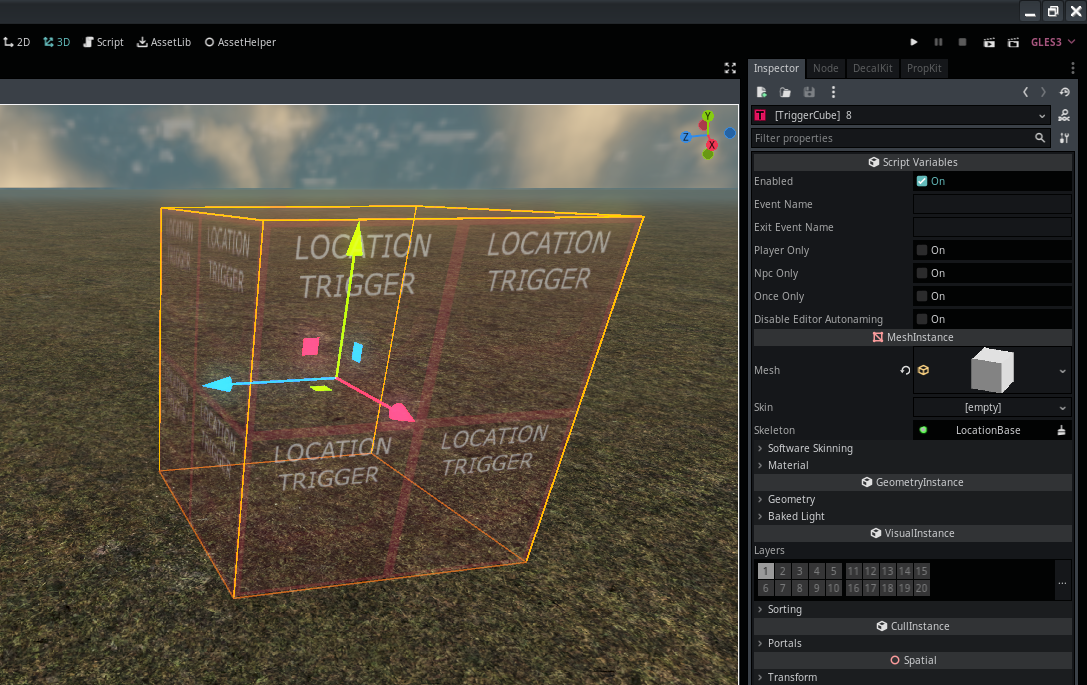 2D 3D Script AssetLib AssetHelper GLES3
Inspector Node DecalKit PropKit
[TriggerCube] 8
Filter properties
Y
Z
X
Script Variables
Enabled On
Event Name
Exit Event Name
Player Only On
Npc Only On
Once Only On
Disable Editor Autonaming On
MeshInstance
Mesh
Skin [empty]
Skeleton LocationBase
Software Skinning
Material
GeometryInstance
Geometry
Baked Light
VisualInstance
Layers
1 2 3 4 5 11 12 13 14 15
6 7 8 9 10 16 17 18 19 20
...
Sorting
CullInstance
Portals
Spatial
Transform
LOCATION
TRIGGER
LOCATION
TRIGGER
LOCATION
TRIGGER
LOCATION
TRIGGER
LOCATION
TRIGGER
LOCATION
TRIGGER